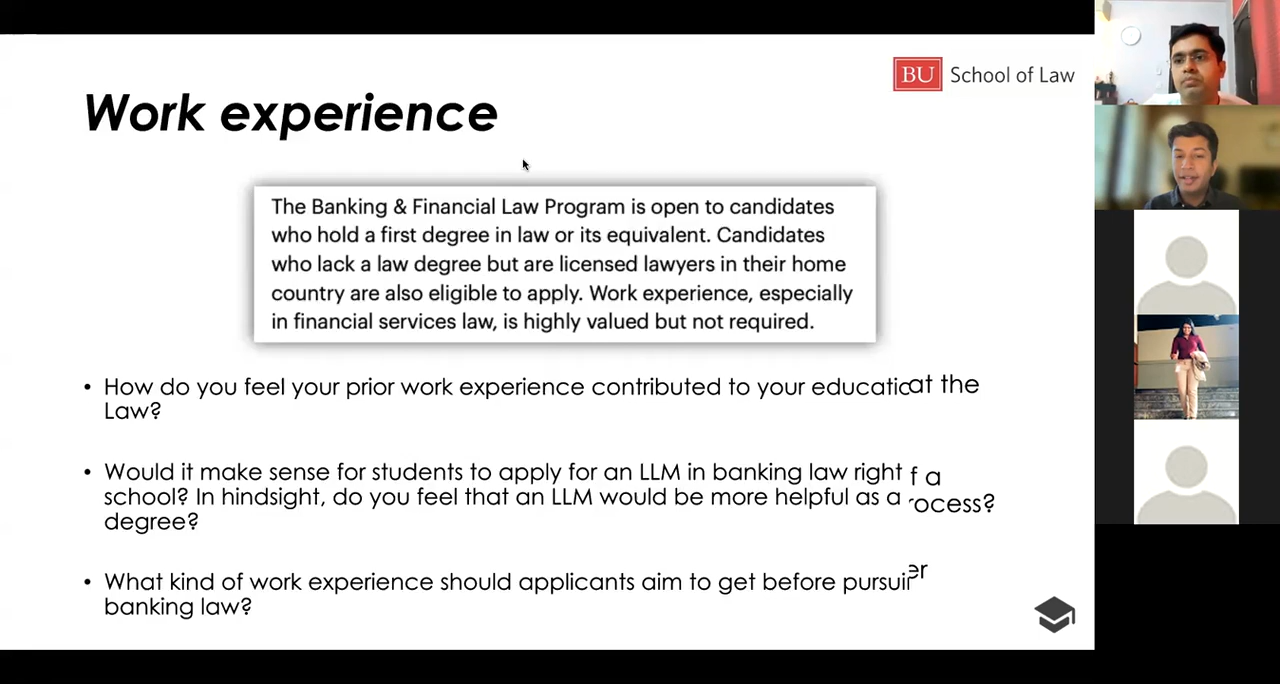 Work experience
BU School of Law
The Banking & Financial Law Program is open to candidates
who hold a first degree in law or its equivalent. Candidates
who lack a law degree but are licensed lawyers in their home
country are also eligible to apply. Work experience, especially
in financial services law, is highly valued but not required.
• How do you feel your prior work experience contributed to your educatic at the
Law?
• Would it make sense for students to apply for an LLM in banking law right f a
school? In hindsight, do you feel that an LLM would be more helpful as a ocess?
degree?
• What kind of work experience should applicants aim to get before pursui er
banking law?